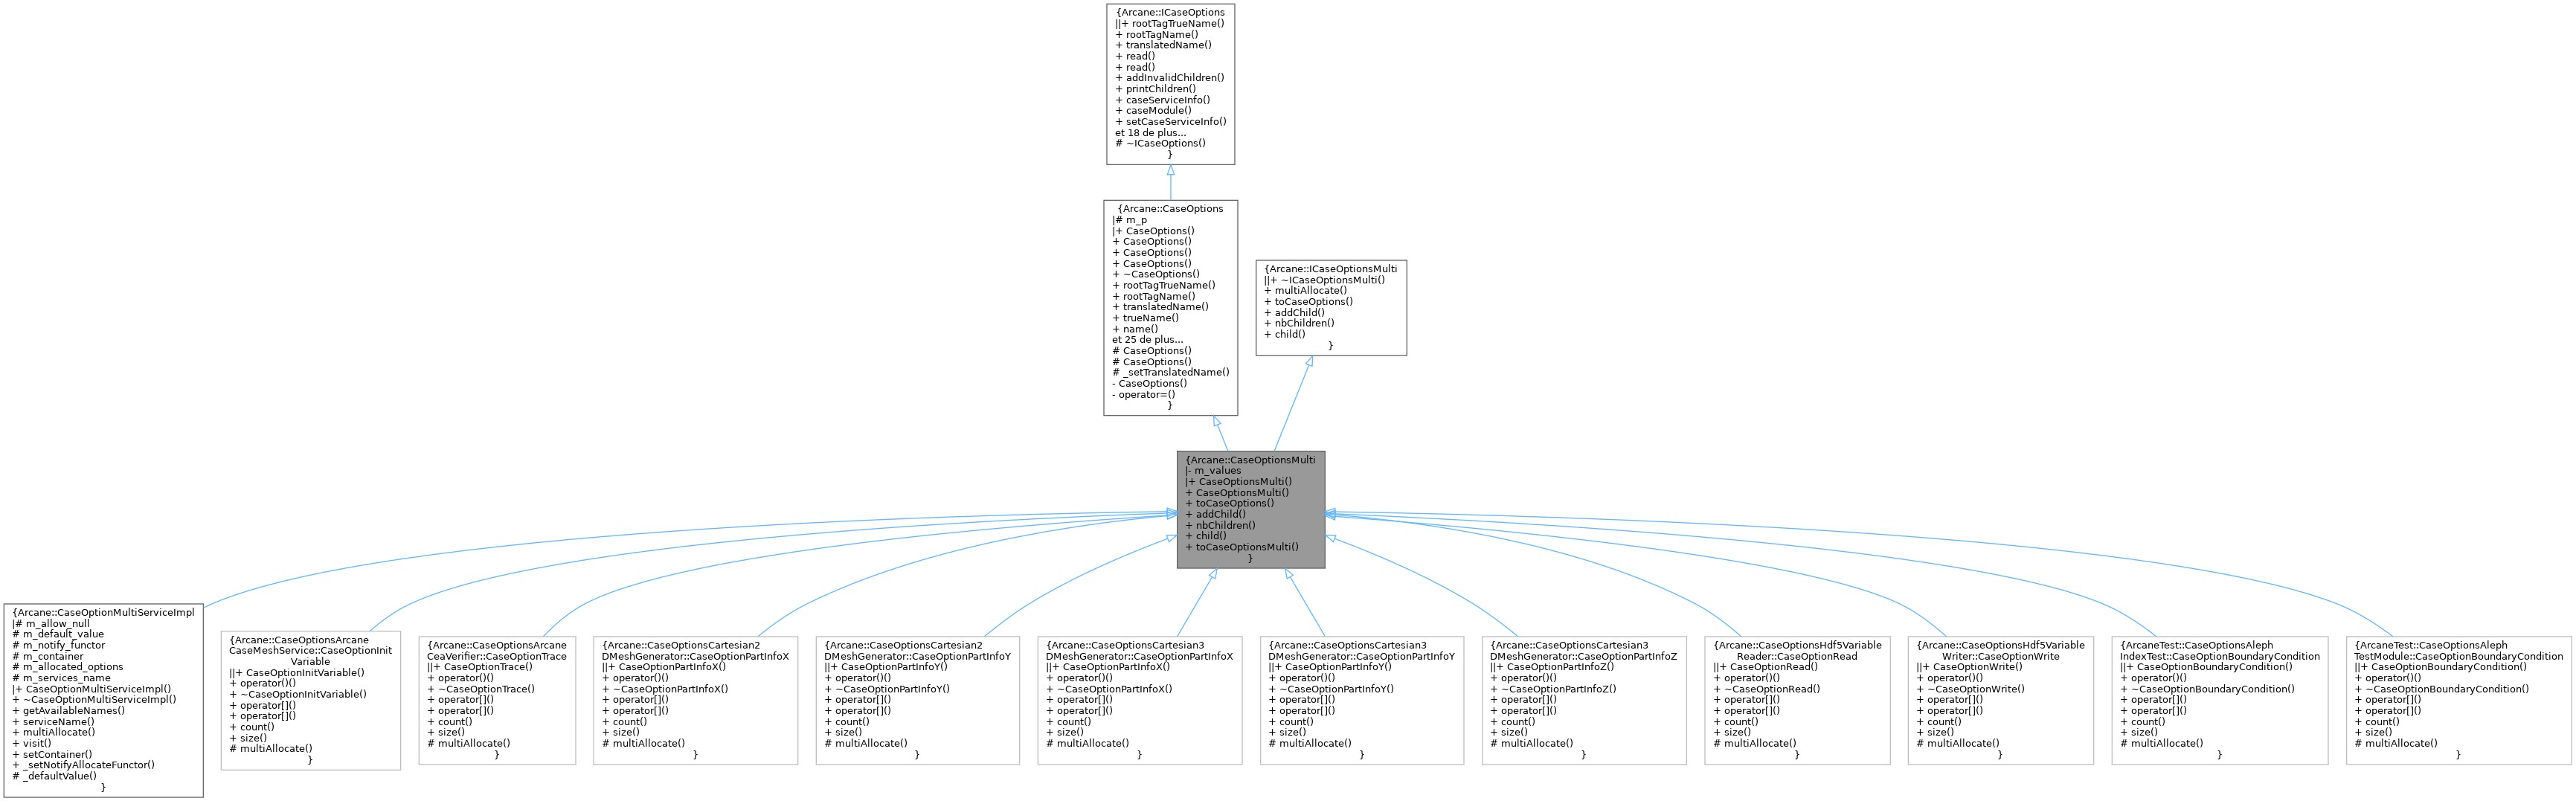 {Arcane::ICaseOptions
||+ rootTagTrueName()
+ rootTagName()
+ translatedName()
+ read()
+ read()
+ addInvalidChildren()
+ printChildren()
+ caseServiceInfo()
+ caseModule()
+ setCaseServiceInfo()
et 18 de plus...
# ~ICaseOptions()
}
{Arcane::CaseOptions
|# m_p
|+ CaseOptions()
+ CaseOptions()
+ CaseOptions()
+ CaseOptions()
+ ~CaseOptions()
+ rootTagTrueName()
+ rootTagName()
+ translatedName()
+ trueName()
+ name()
et 25 de plus...
# CaseOptions()
# CaseOptions()
# _setTranslatedName()
- CaseOptions()
- operator=()
}
{Arcane::ICaseOptionsMulti
||+ ~ICaseOptionsMulti()
+ multiAllocate()
+ toCaseOptions()
+ addChild()
+ nbChildren()
+ child()
}
{Arcane::CaseOptionsMulti
|- m_values
|+ CaseOptionsMulti()
+ CaseOptionsMulti()
+ toCaseOptions()
+ addChild()
+ nbChildren()
+ child()
+ toCaseOptionsMulti()
}
{Arcane::CaseOptionMultiServiceImpl
|# m_allow_null
# m_default_value
# m_notify_functor
# m_container
# m_allocated_options
# m_services_name
|+ CaseOptionMultiServiceImpl()
+ ~CaseOptionMultiServiceImpl()
+ getAvailableNames()
+ serviceName()
+ multiAllocate()
+ visit()
+ setContainer()
+ _setNotifyAllocateFunctor()
# _defaultValue()
}
{Arcane::CaseOptionsArcane
CaseMeshService::CaseOptionInit
Variable
||+ CaseOptionInitVariable()
+ operator()()
+ ~CaseOptionInitVariable()
+ operator[]()
+ operator[]()
+ count()
+ size()
# multiAllocate()
}
{Arcane::CaseOptionsArcane
CeaVerifier::CaseOptionTrace
||+ CaseOptionTrace()
+ operator()()
+ ~CaseOptionTrace()
+ operator[]()
+ operator[]()
+ count()
+ size()
# multiAllocate()
}
{Arcane::CaseOptionsCartesian2
DMeshGenerator::CaseOptionPartInfoX
||+ CaseOptionPartInfoX()
+ operator()()
+ ~CaseOptionPartInfoX()
+ operator[]()
+ operator[]()
+ count()
+ size()
# multiAllocate()
}
{Arcane::CaseOptionsCartesian2
DMeshGenerator::CaseOptionPartInfoY
||+ CaseOptionPartInfoY()
+ operator()()
+ ~CaseOptionPartInfoY()
+ operator[]()
+ operator[]()
+ count()
+ size()
# multiAllocate()
}
{Arcane::CaseOptionsCartesian3
DMeshGenerator::CaseOptionPartInfoX
||+ CaseOptionPartInfoX()
+ operator()()
+ ~CaseOptionPartInfoX()
+ operator[]()
+ operator[]()
+ count()
+ size()
# multiAllocate()
}
{Arcane::CaseOptionsCartesian3
DMeshGenerator::CaseOptionPartInfoY
||+ CaseOptionPartInfoY()
+ operator()()
+ ~CaseOptionPartInfoY()
+ operator[]()
+ operator[]()
+ count()
+ size()
# multiAllocate()
}
{Arcane::CaseOptionsCartesian3
DMeshGenerator::CaseOptionPartInfoZ
||+ CaseOptionPartInfoZ()
+ operator()()
+ ~CaseOptionPartInfoZ()
+ operator[]()
+ operator[]()
+ count()
+ size()
# multiAllocate()
}
{Arcane::CaseOptionsHdf5Variable
Reader::CaseOptionRead
||+ CaseOptionRead()
+ operator()()
+ ~CaseOptionRead()
+ operator[]()
+ operator[]()
+ count()
+ size()
# multiAllocate()
}
{Arcane::CaseOptionsHdf5Variable
Writer::CaseOptionWrite
||+ CaseOptionWrite()
+ operator()()
+ ~CaseOptionWrite()
+ operator[]()
+ operator[]()
+ count()
+ size()
# multiAllocate()
}
{ArcaneTest::CaseOptionsAleph
IndexTest::CaseOptionBoundaryCondition
||+ CaseOptionBoundaryCondition()
+ operator()()
+ ~CaseOptionBoundaryCondition()
+ operator[]()
+ operator[]()
+ count()
+ size()
# multiAllocate()
}
{ArcaneTest::CaseOptionsAleph
TestModule::CaseOptionBoundaryCondition
||+ CaseOptionBoundaryCondition()
+ operator()()
+ ~CaseOptionBoundaryCondition()
+ operator[]()
+ operator[]()
+ count()
+ size()
# multiAllocate()
}